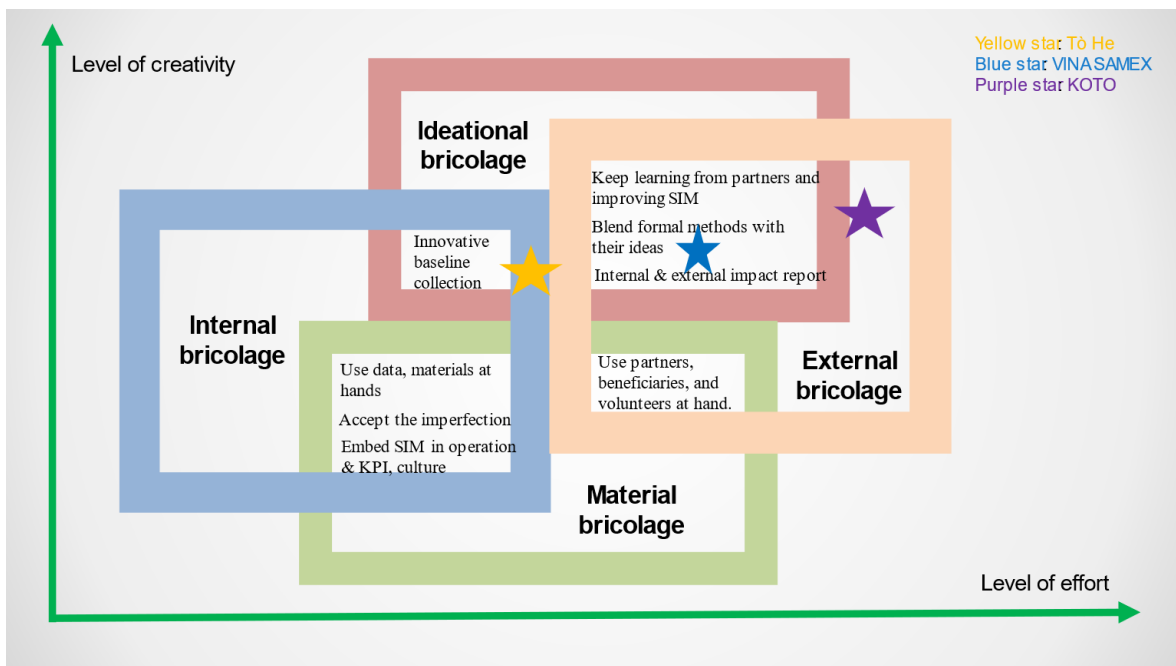 Level of creativity
Yellow star: Tò He
Blue star: VINASAMEX
Purple star: KOTO
Ideational
bricolage
Keep learning from partners and
improving SIM
Blend formal methods with
their ideas
Internal & external impact report
Innovative
baseline
collection
Internal
bricolage
Use data, materials at
hands
Accept the imperfection
Embed SIM in operation
& KPI, culture
Use partners,
beneficiaries, and
volunteers at hand.
External
bricolage
Material
bricolage
Level of effort